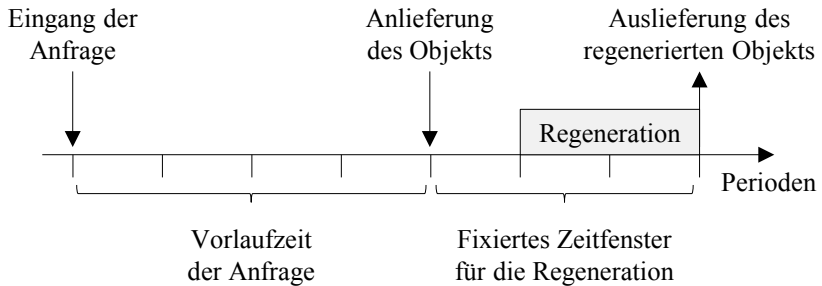 Eingang der
Anfrage
Anlieferung
des Objekts
Auslieferung des
regenerierten Objekts
Regeneration
Perioden
Vorlaufzeit
der Anfrage
Fixiertes Zeitfenster
für die Regeneration